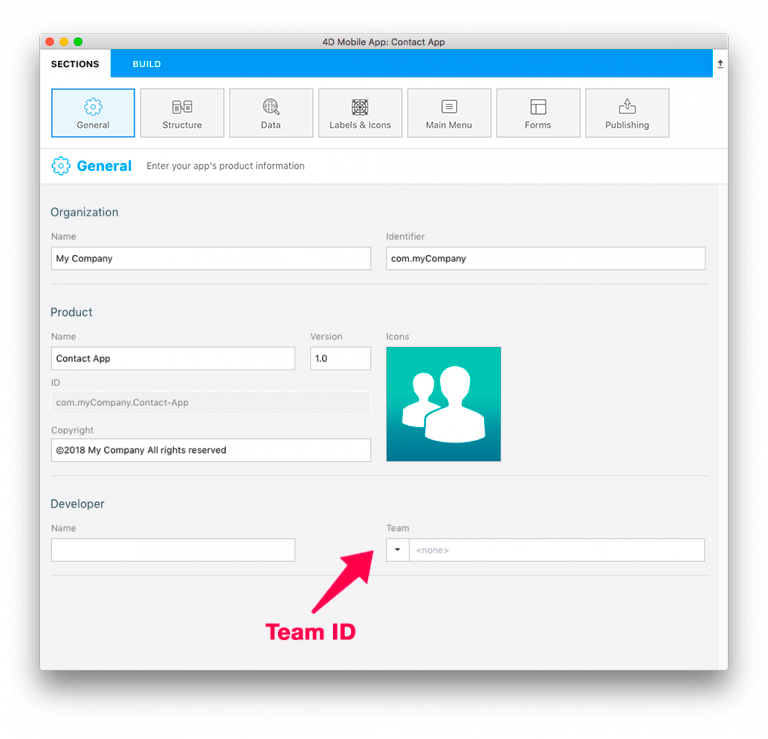 4D Mobile App: Contact App
SECTIONS BUILD
General Structure Data Labels & Icons Main Menu Forms Publishing
General Enter your app's product information
Organization
Name Identifier
My Company com.myCompany
Product
Name Version Icons
Contact App 1.0
ID
com.myCompany.Contact-App
Copyright
©2018 My Company All rights reserved
Developer
Name Team
<none>
Team ID